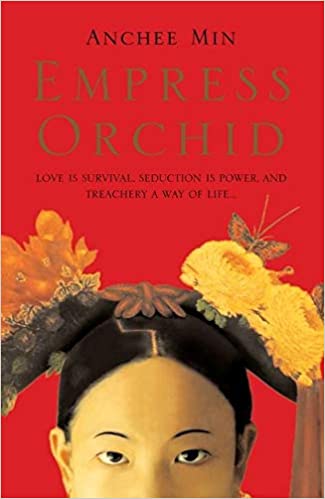 ANCHEE MIN
EMPRESS
ORCHID
LOVE IS SURVIVAL, SEDUCTION IS POWER, AND
TREACHERY A WAY OF LIFE...